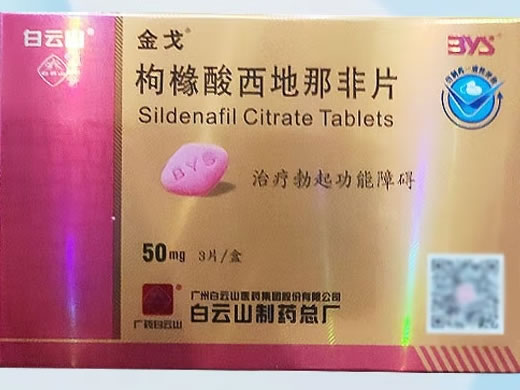 白云山®
白云山
金戈®
BYS®
枸橼酸西地那非片
Sildenafil Citrate Tablets
BYS
治疗勃起功能障碍
50mg 3片/盒
广药白云山
广州白云山医药集团股份有限公司
白云山制药总厂